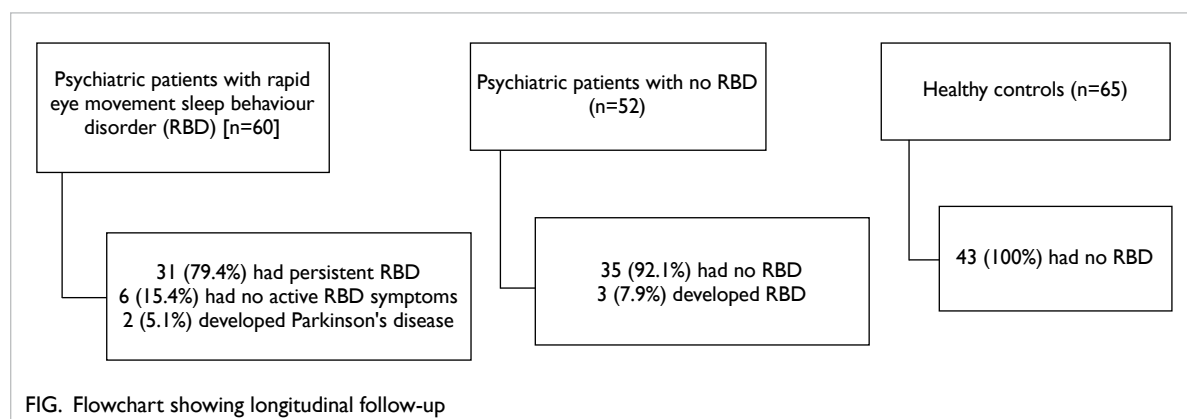 Psychiatric patients with rapid
eye movement sleep behaviour
disorder (RBD) [n=60]
Psychiatric patients with no RBD
(n=52)
Healthy controls (n=65)
31 (79.4%) had persistent RBD
6 (15.4%) had no active RBD symptoms
2 (5.1%) developed Parkinson's disease
35 (92.1%) had no RBD
3 (7.9%) developed RBD
43 (100%) had no RBD
FIG. Flowchart showing longitudinal follow-up